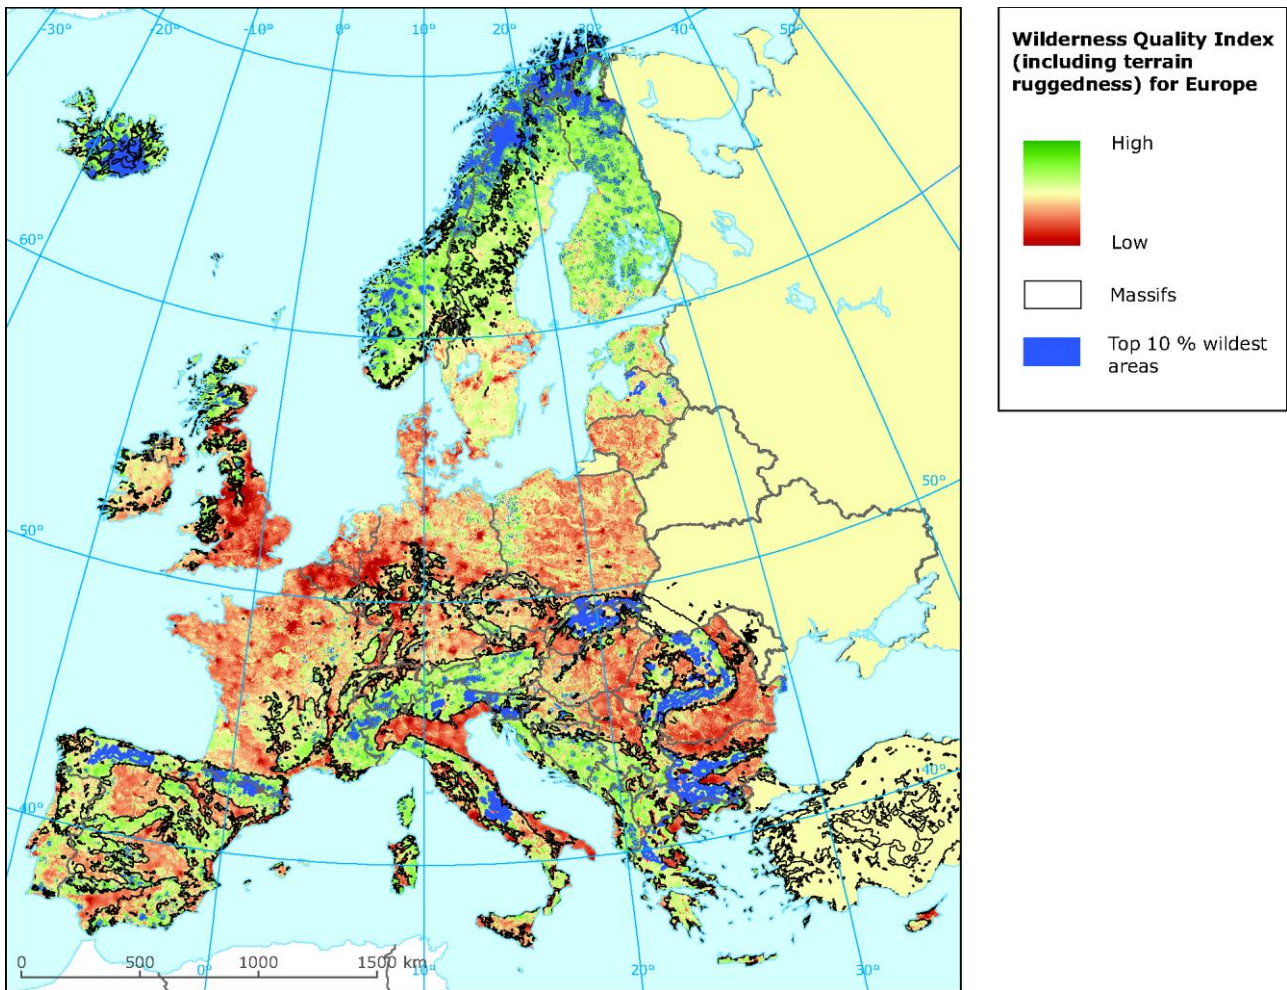 -30° -20° -10° 0° 10° 20° 30° 40° 50°
60°
50°
40°
60°
50°
40°
0 500 1000 1500 km
0° 10° 20° 30°
Wilderness Quality Index
(including terrain
ruggedness) for Europe
High
Low
Massifs
Top 10 % wildest
areas